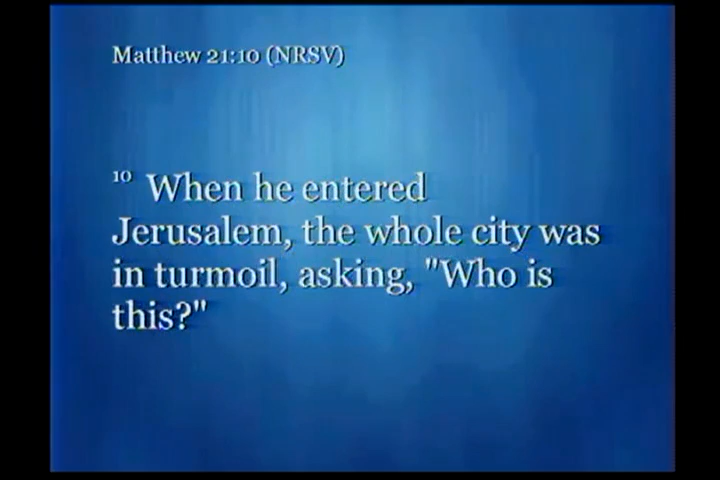 Matthew 21:10 (NRSV)
10 When he entered
Jerusalem, the whole city was
in turmoil, asking, "Who is
this?"